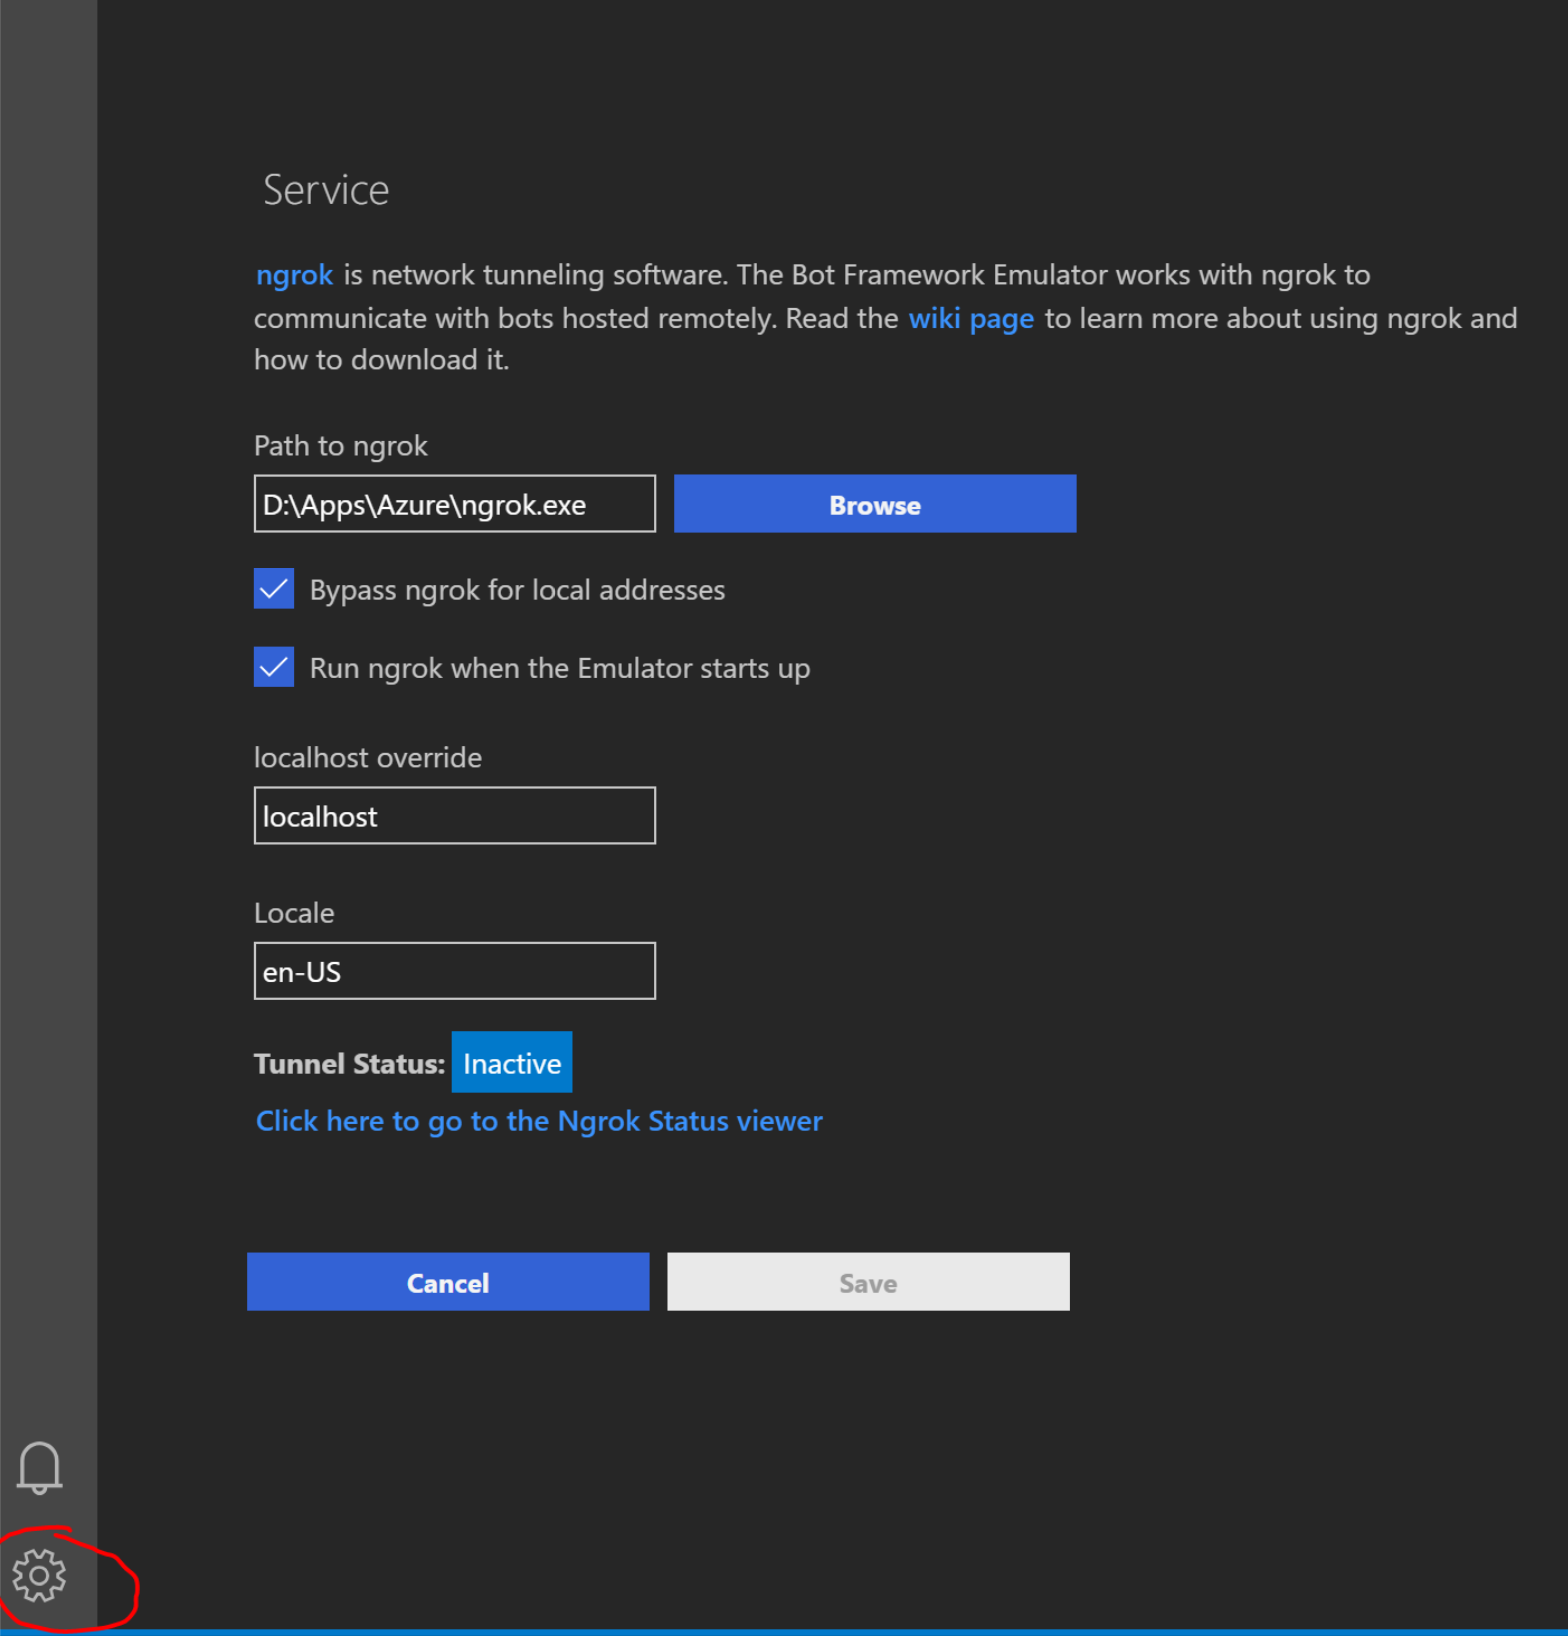 Service
ngrok is network tunneling software. The Bot Framework Emulator works with ngrok to
communicate with bots hosted remotely. Read the wiki page to learn more about using ngrok and
how to download it.
Path to ngrok
D:\Apps\Azure\ngrok.exe
Browse
Bypass ngrok for local addresses
Run ngrok when the Emulator starts up
localhost override
localhost
Locale
en-US
Tunnel Status: Inactive
Click here to go to the Ngrok Status viewer
Cancel
Save